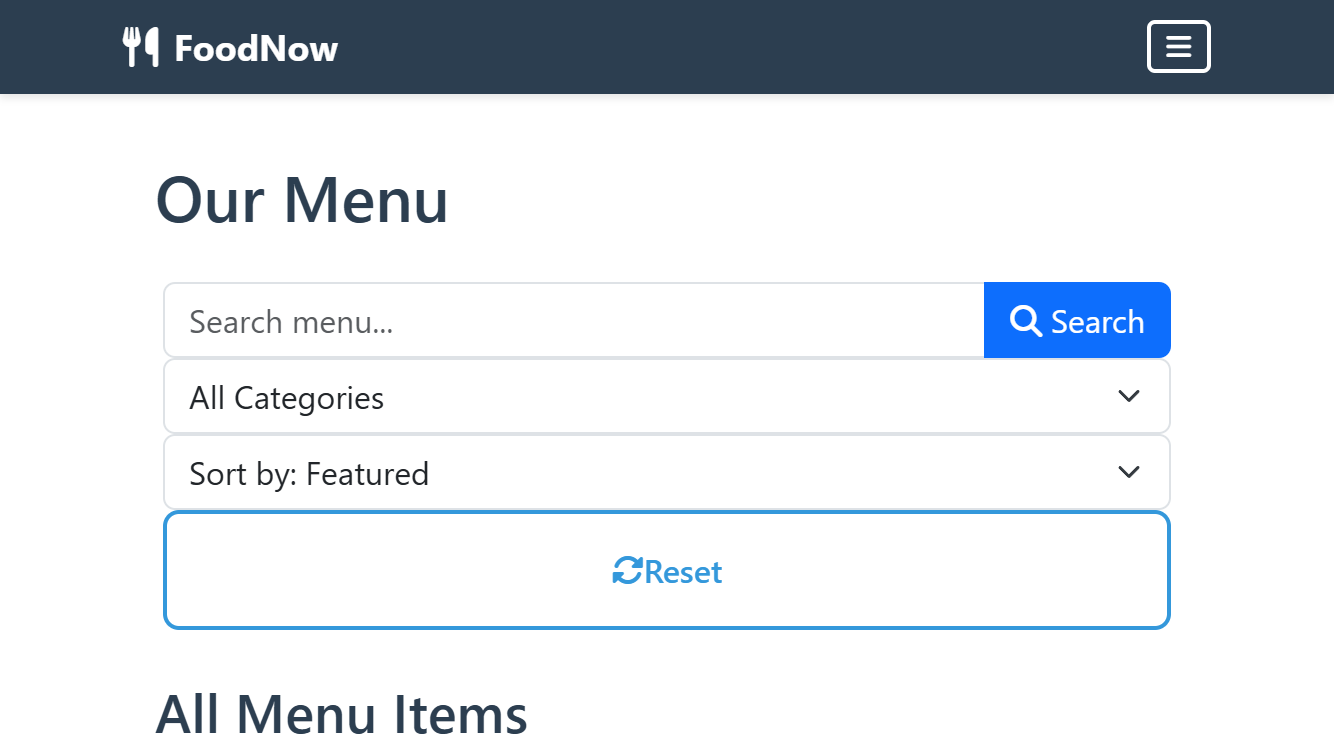 FoodNow
Our Menu
Search menu...
Search
All Categories
Sort by: Featured
Reset
All Menu Items